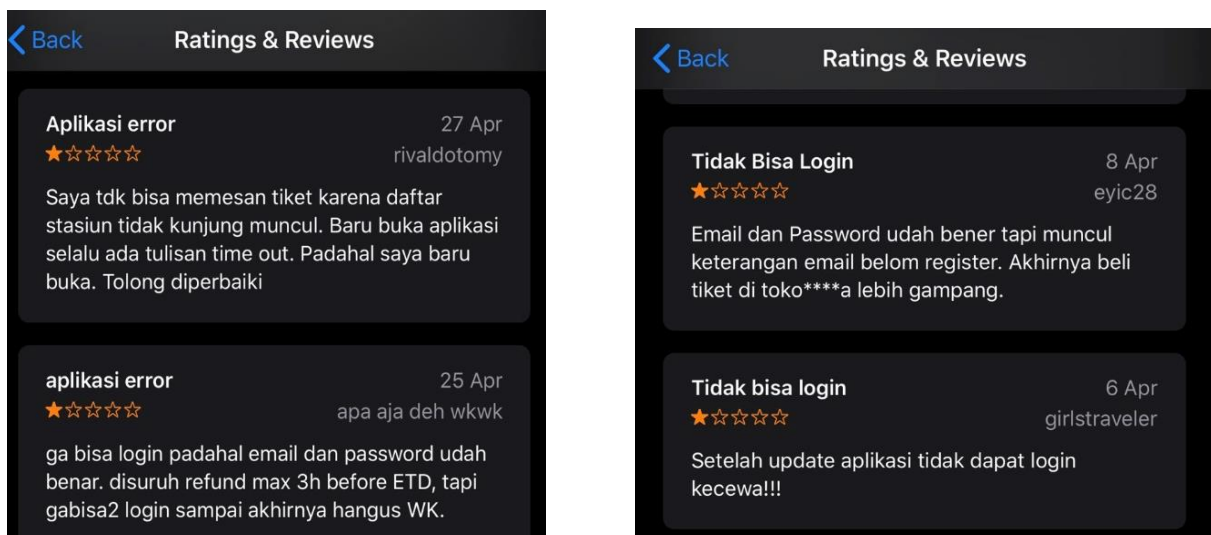 Back
Ratings & Reviews
Aplikasi error
27 Apr
rivaldotomy
Saya tdk bisa memesan tiket karena daftar
stasiun tidak kunjung muncul. Baru buka aplikasi
selalu ada tulisan time out. Padahal saya baru
buka. Tolong diperbaiki
aplikasi error
25 Apr
apa aja deh wkwk
ga bisa login padahal email dan password udah
benar. disuruh refund max 3h before ETD, tapi
gabisa2 login sampai akhirnya hangus WK.
Back
Ratings & Reviews
Tidak Bisa Login
8 Apr
eyic28
Email dan Password udah bener tapi muncul
keterangan email belom register. Akhirnya beli
tiket di toko****a lebih gampang.
Tidak bisa login
6 Apr
girlstraveler
Setelah update aplikasi tidak dapat login
kecewa!!!